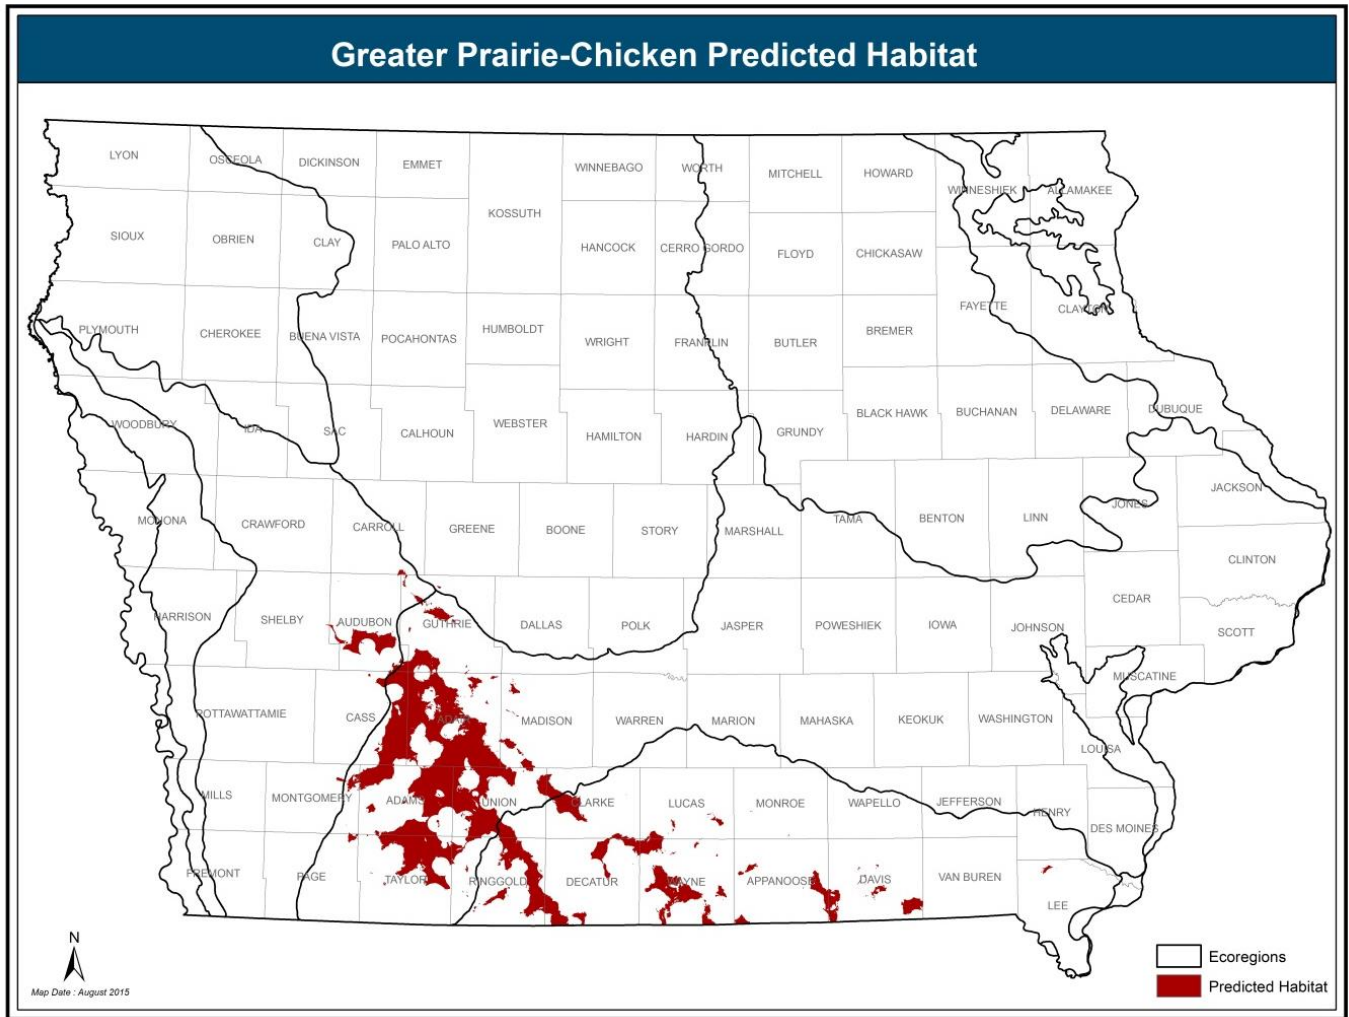 Greater Prairie-Chicken Predicted Habitat
LYON
OSCEOLA
DICKINSON
EMMET
WINNEBAGO
WORTH
MITCHELL
HOWARD
WINNESHIEK
ALLAMAKEE
KOSSUTH
SIOUX
OBRIEN
CLAY
PALO ALTO
HANCOCK
CERRO GORDO
FLOYD
CHICKASAW
FAYETTE
CLAYTON
PLYMOUTH
CHEROKEE
BUENA VISTA
POCAHONTAS
HUMBOLDT
WRIGHT
FRANKLIN
BUTLER
BREMER
WOODBURY
IDA
SAC
CALHOUN
WEBSTER
HAMILTON
HARDIN
GRUNDY
BLACK HAWK
BUCHANAN
DELAWARE
DUBUQUE
MONONA
CRAWFORD
CARROLL
GREENE
BOONE
STORY
MARSHALL
TAMA
BENTON
LINN
JONES
JACKSON
CLINTON
HARRISON
SHELBY
AUDUBON
GUTHRIE
DALLAS
POLK
JASPER
POWESHIEK
IOWA
JOHNSON
CEDAR
SCOTT
MUSCATINE
POTTAWATTAMIE
CASS
ADAIR
MADISON
WARREN
MARION
MAHASKA
KEOKUK
WASHINGTON
LOUISA
MILLS
MONTGOMERY
ADAMS
UNION
CLARKE
LUCAS
MONROE
WAPELLO
JEFFERSON
HENRY
DES MOINES
FREMONT
PAGE
TAYLOR
RINGGOLD
DECATUR
WAYNE
APPANOOSE
DAVIS
VAN BUREN
LEE
N
Map Date : August 2015
Ecoregions
Predicted Habitat